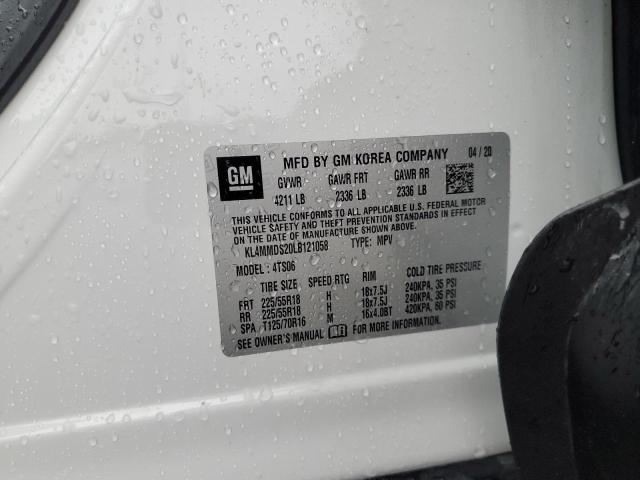 GM
MFD BY GM KOREA COMPANY 04 / 20
GVWR GAWR FRT GAWR RR
4211 LB 2336 LB 2336 LB
THIS VEHICLE CONFORMS TO ALL APPLICABLE U.S. FEDERAL MOTOR
VEHICLE SAFETY AND THEFT PREVENTION STANDARDS IN EFFECT
ON THE DATE OF MANUFACTURE SHOWN ABOVE.
KL4MMDS20LB121058 TYPE: MPV
MODEL : 4TS06
TIRE SIZE SPEED RTG RIM COLD TIRE PRESSURE
FRT 225/55R18 H 18x7.5J 240KPA, 35 PSI
RR 225/55R18 H 18x7.5J 240KPA, 35 PSI
SPA T125/70R16 M 16x4.0BT 420KPA, 60 PSI
SEE OWNER'S MANUAL FOR MORE INFORMATION.